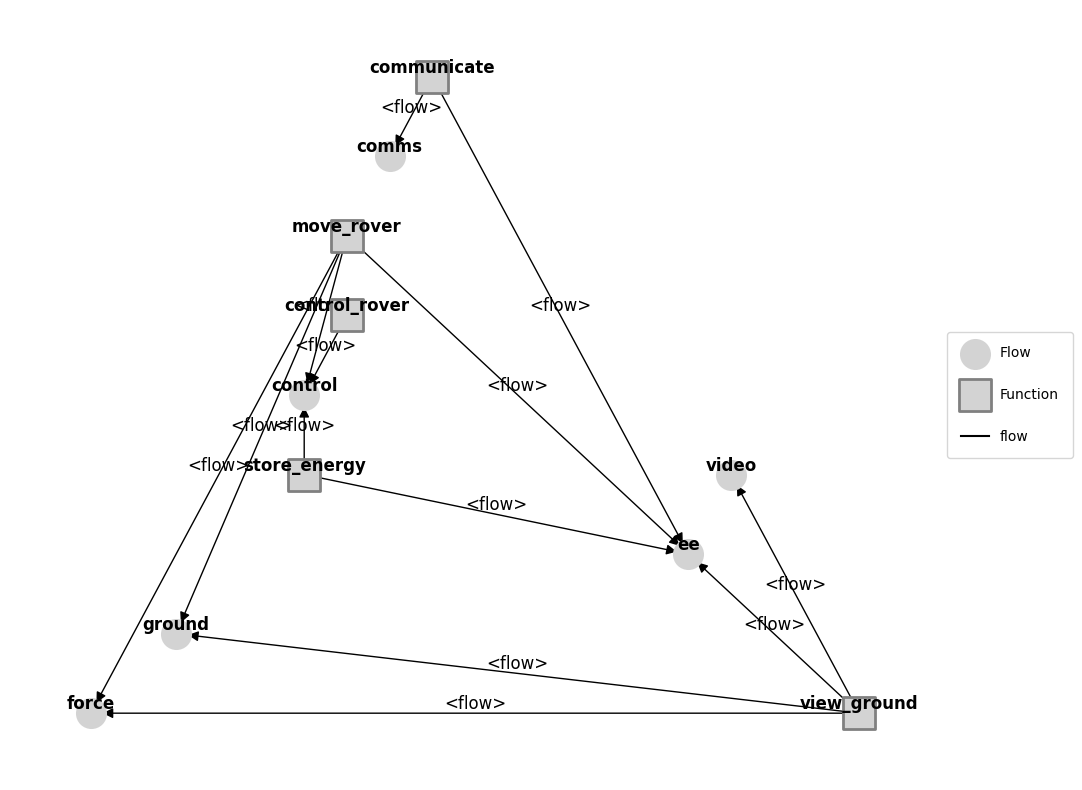 communicate
<flow>
comms
move_rover
<flow>
control_rover
<flow>
<flow>
control
<flow>
<flow>
<flow>
<flow>
store_energy
<flow>
video
ee
<flow>
<flow>
ground
<flow>
force
<flow>
view_ground
Flow
Function
flow